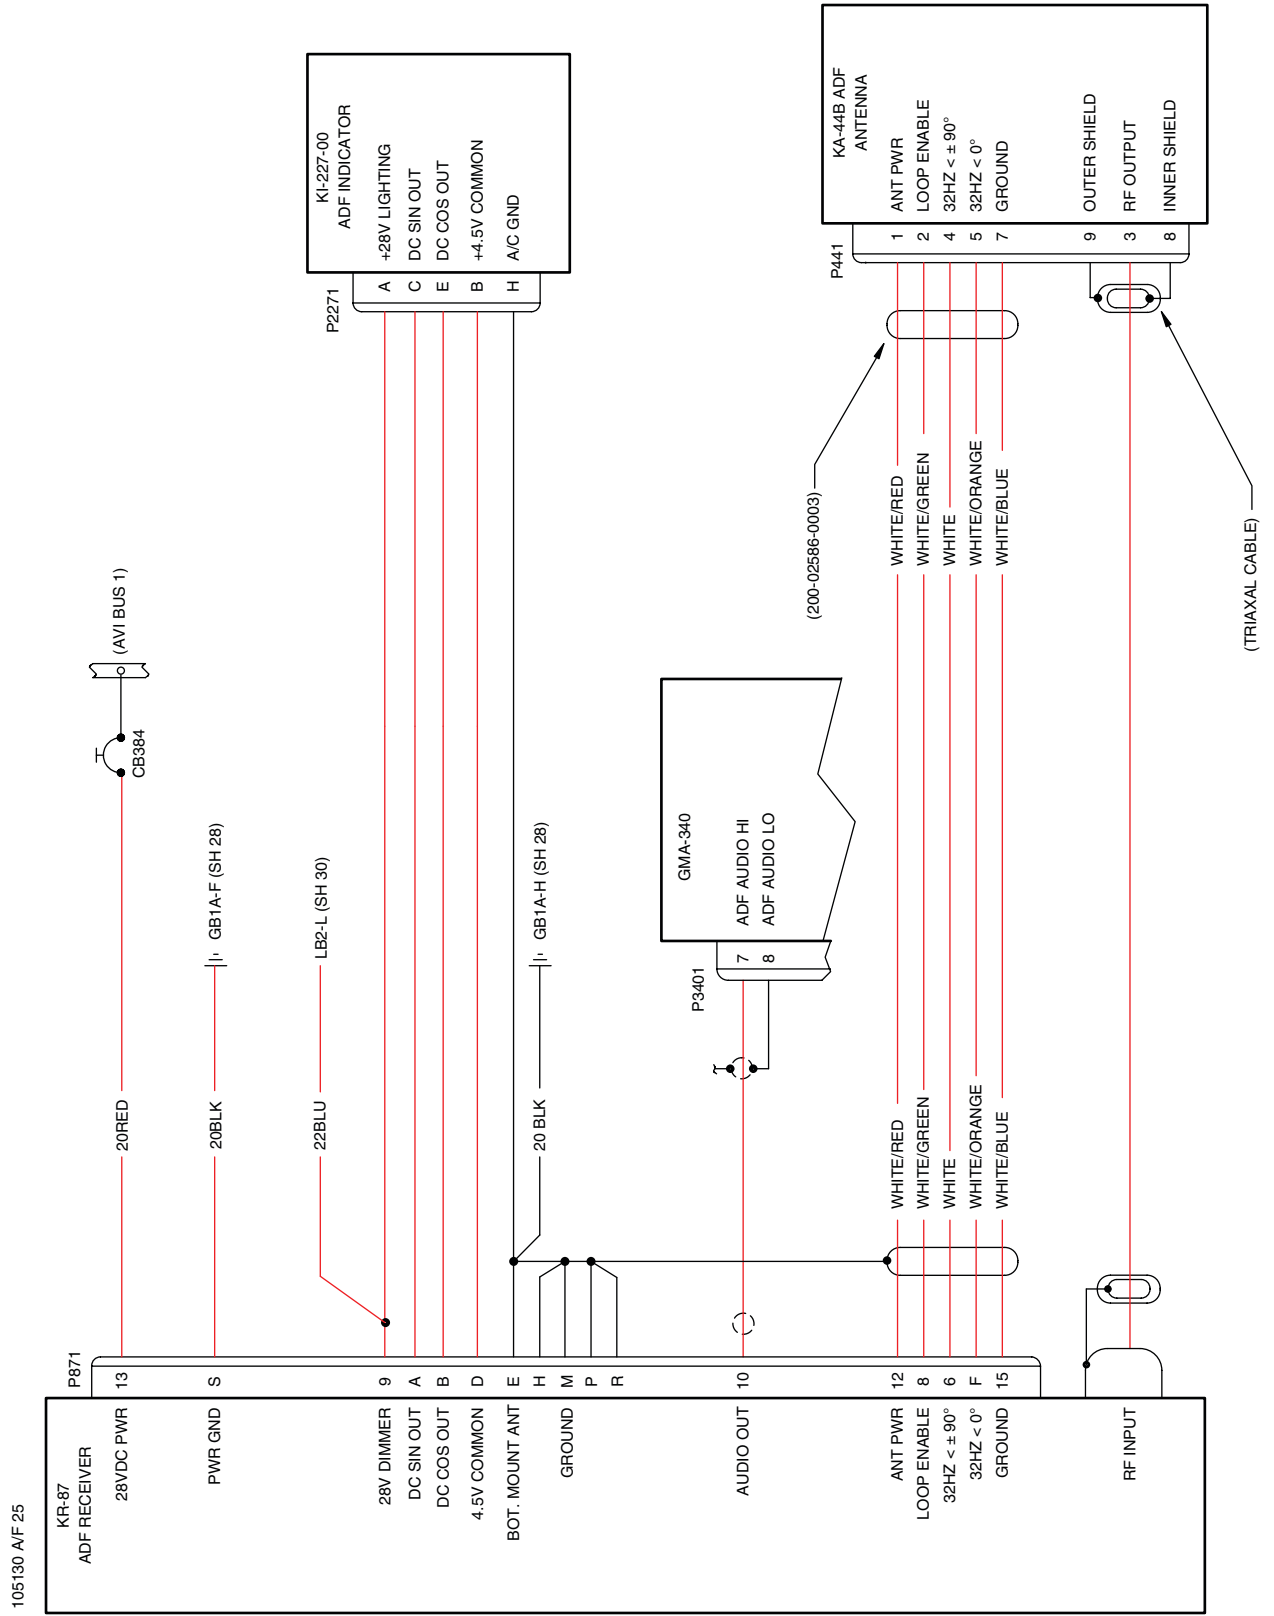 105130 A/F 25
KR-87
ADF RECEIVER
P871
28VDC PWR 13
PWR GND S
28V DIMMER 9
DC SIN OUT A
DC COS OUT B
4.5V COMMON D
BOT. MOUNT ANT E
H
GROUND M
P
R
AUDIO OUT 10
ANT PWR 12
LOOP ENABLE 8
32HZ < ± 90° 6
32HZ < 0° F
GROUND 15
RF INPUT
20RED
CB384
(AVI BUS 1)
20BLK
GB1A-F (SH 28)
22BLU
LB2-L (SH 30)
20 BLK
GB1A-H (SH 28)
KI-227-00
ADF INDICATOR
P2271
A +28V LIGHTING
C DC SIN OUT
E DC COS OUT
B +4.5V COMMON
H A/C GND
GMA-340
P3401
7 ADF AUDIO HI
8 ADF AUDIO LO
WHITE/RED
WHITE/GREEN
WHITE
WHITE/ORANGE
WHITE/BLUE
WHITE/RED
WHITE/GREEN
WHITE
WHITE/ORANGE
WHITE/BLUE
(200-02586-0003)
(TRIAXAL CABLE)
KA-44B ADF
ANTENNA
P441
1 ANT PWR
2 LOOP ENABLE
4 32HZ < ± 90°
5 32HZ < 0°
7 GROUND
9 OUTER SHIELD
3 RF OUTPUT
8 INNER SHIELD